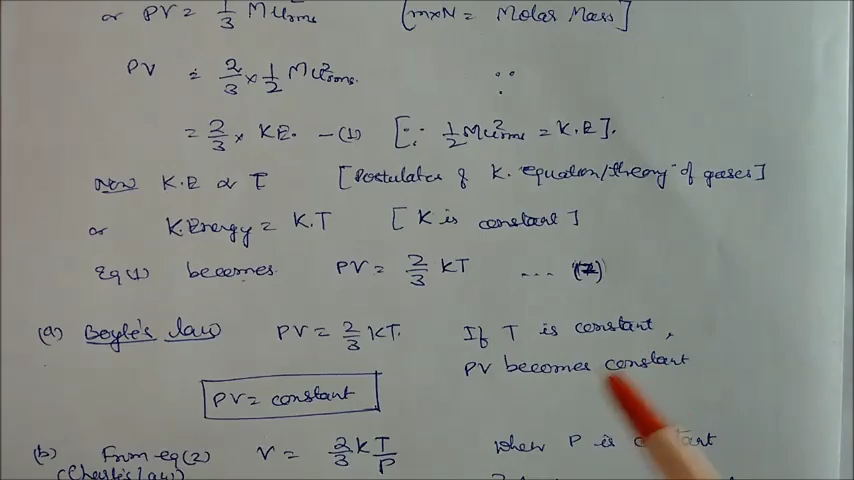 or PV = 1/3 Mu²rms [m×N = Molar Mass]
PV = 2/3 × 1/2 Mu²rms. ∵
= 2/3 × KE. – (1) [∵ 1/2 Mu²rms = K.E].
Now K.E α T [Postulates of K. equation/theory of gases]
or K.Energy = K.T [K is constant]
Eq(1) becomes PV = 2/3 KT .... (2)
(a) Boyle's law PV = 2/3 KT. If T is constant,
PV becomes constant
PV = constant
(b) From eq(2) V = 2/3 K T/P when P is constant
(Charle's law)